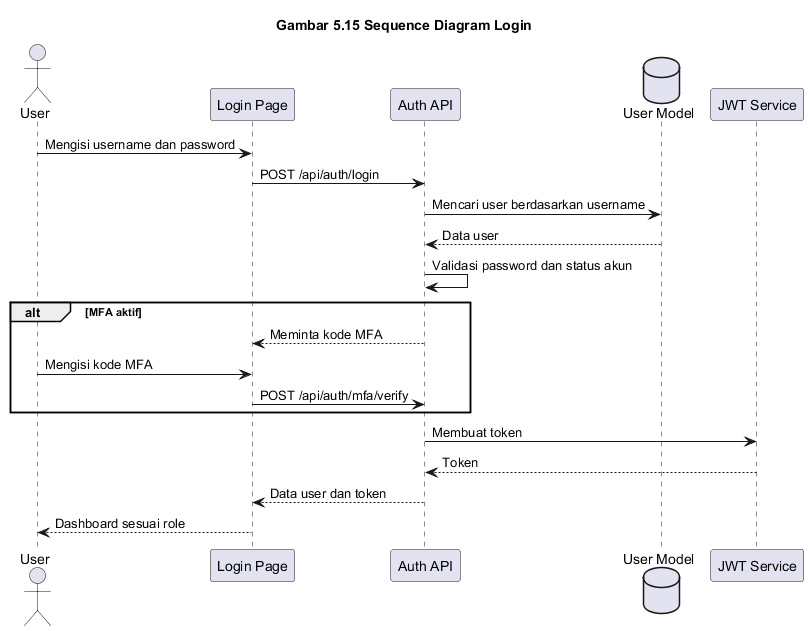 Gambar 5.15 Sequence Diagram Login
User
Login Page
Auth API
User Model
JWT Service
Mengisi username dan password
POST /api/auth/login
Mencari user berdasarkan username
Data user
Validasi password dan status akun
alt [MFA aktif]
Meminta kode MFA
Mengisi kode MFA
POST /api/auth/mfa/verify
Membuat token
Token
Data user dan token
Dashboard sesuai role
User
Login Page
Auth API
User Model
JWT Service